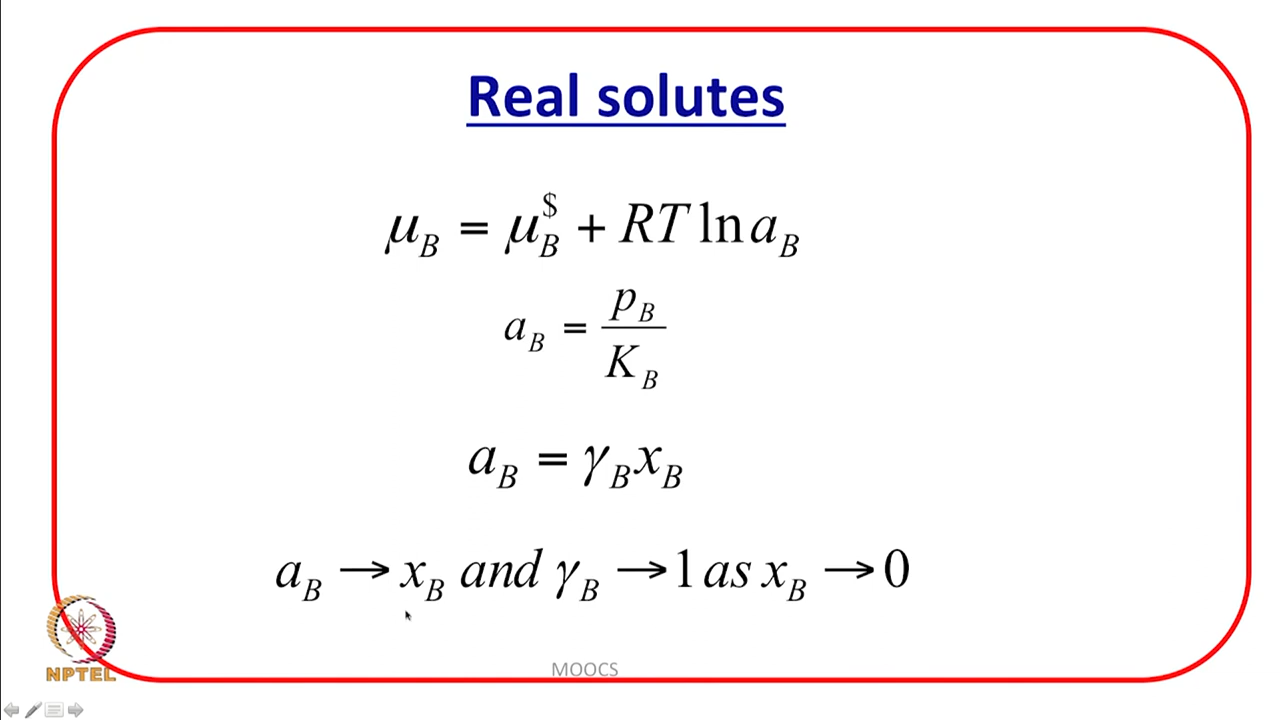 Real solutes
μ_B = μ_B^$ + RT ln a_B
a_B = p_B / K_B
a_B = γ_B x_B
a_B → x_B and γ_B → 1 as x_B → 0
NPTEL
MOOCS